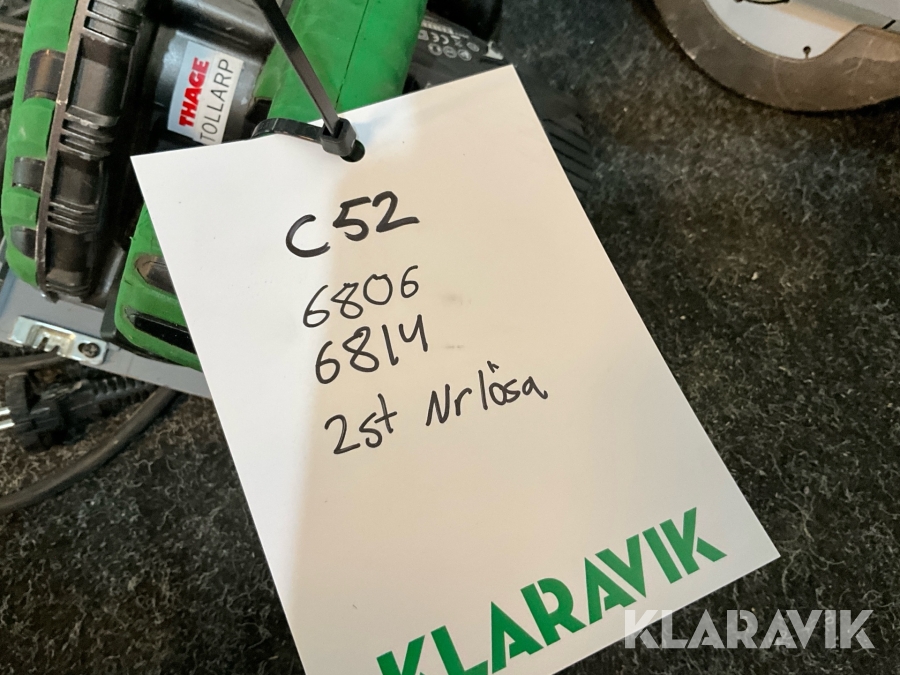 THAGE
TOLLARP
C52
6806
6814
2st Nrlösa
KLARAVIK
KLARAVIK